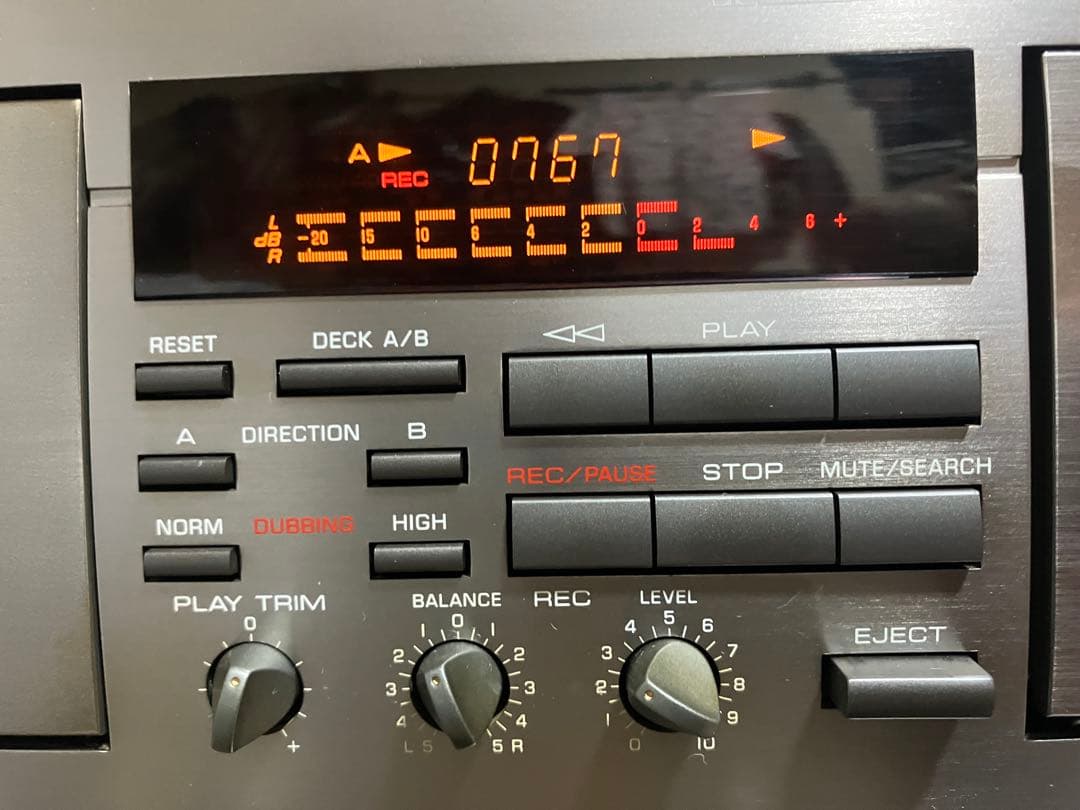 A 0767
REC
L
dB -20 15 10 6 4 2 0 2 4 6 +
R
RESET DECK A/B PLAY
A DIRECTION B
REC/PAUSE STOP MUTE/SEARCH
NORM DUBBING HIGH
PLAY TRIM BALANCE REC LEVEL
0 1 0 1 4 5 6
2 2 3 7
3 3 2 8
4 4 1 9
+ L 5 5 R 0 10
EJECT